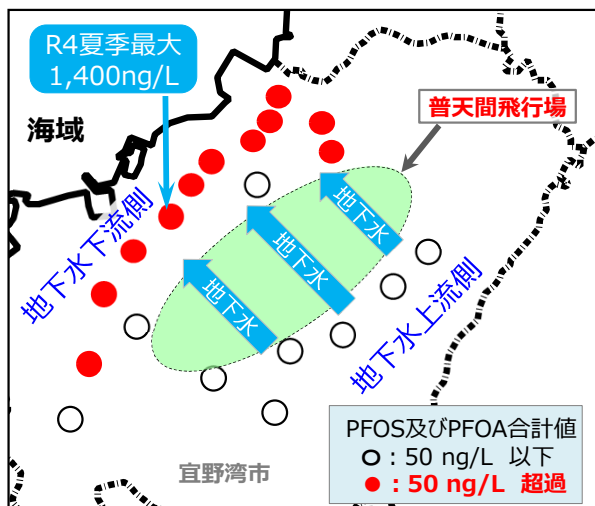 R4夏季最大
1,400ng/L
海域
普天間飛行場
地下水下流側
地下水
地下水
地下水
地下水上流側
宜野湾市
PFOS及びPFOA合計値
○：50 ng/L 以下
●：50 ng/L 超過